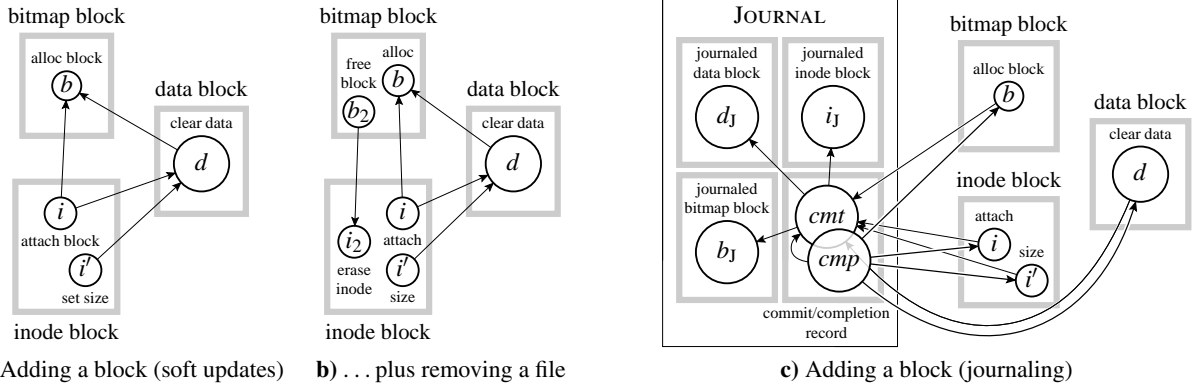 bitmap block
alloc block
b
data block
clear data
d
i
attach block
i′
set size
inode block
Adding a block (soft updates)
bitmap block
alloc
free
block
b
b2
data block
clear data
d
i
attach
i2
erase
inode
i′
size
inode block
b) . . . plus removing a file
JOURNAL
journaled
data block
dJ
journaled
inode block
iJ
journaled
bitmap block
bJ
cmt
cmp
commit/completion
record
bitmap block
alloc block
b
inode block
attach
i
size
i′
data block
clear data
d
c) Adding a block (journaling)